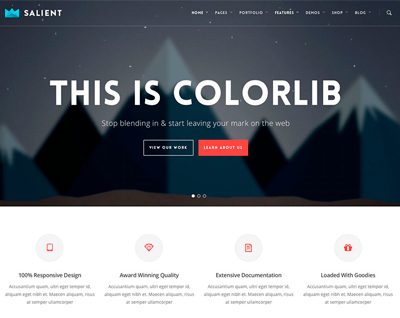 SALIENT
HOME PAGES PORTFOLIO FEATURES DEMOS SHOP BLOG
THIS IS COLORLIB
Stop blending in & start leaving your mark on the web
VIEW OUR WORK LEARN ABOUT US
100% Responsive Design Award Winning Quality Extensive Documentation Loaded With Goodies
Accusantium quam, ultri eget tempor id, Accusantium quam, ultri eget tempor id, Accusantium quam, ultri eget tempor id, Accusantium quam, ultri eget tempor id,
aliquam eget nibh et. Maecen aliquam, risus aliquam eget nibh et. Maecen aliquam, risus aliquam eget nibh et. Maecen aliquam, risus aliquam eget nibh et. Maecen aliquam, risus
at semper ullamcorper at semper ullamcorper at semper ullamcorper at semper ullamcorper